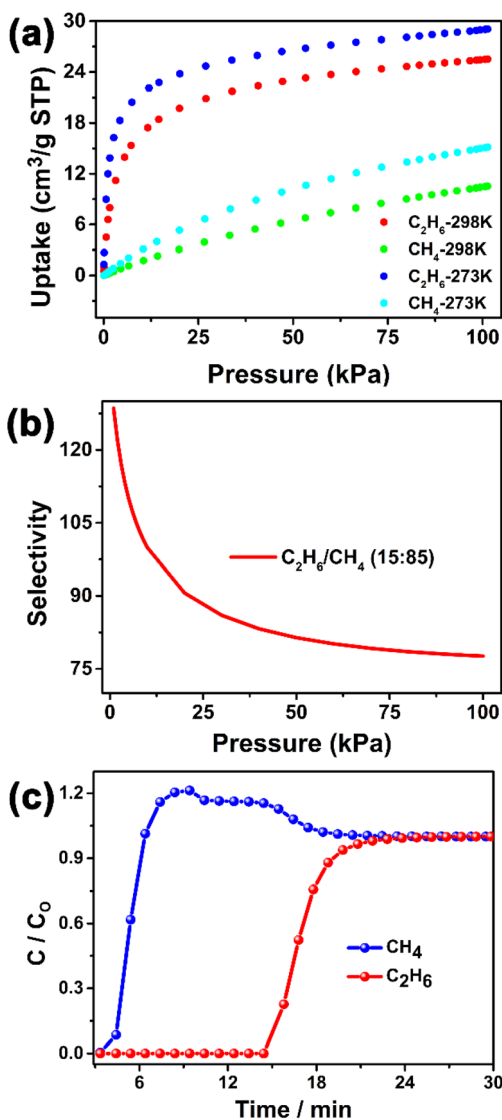 (a)
Uptake (cm³/g STP)
30
24
18
12
6
0
C₂H₆-298K
CH₄-298K
C₂H₆-273K
CH₄-273K
0 25 50 75 100
Pressure (kPa)
(b)
Selectivity
120
105
90
75
C₂H₆/CH₄ (15:85)
0 25 50 75 100
Pressure (kPa)
(c)
C / C₀
1.2
0.9
0.6
0.3
0.0
CH₄
C₂H₆
6 12 18 24 30
Time / min